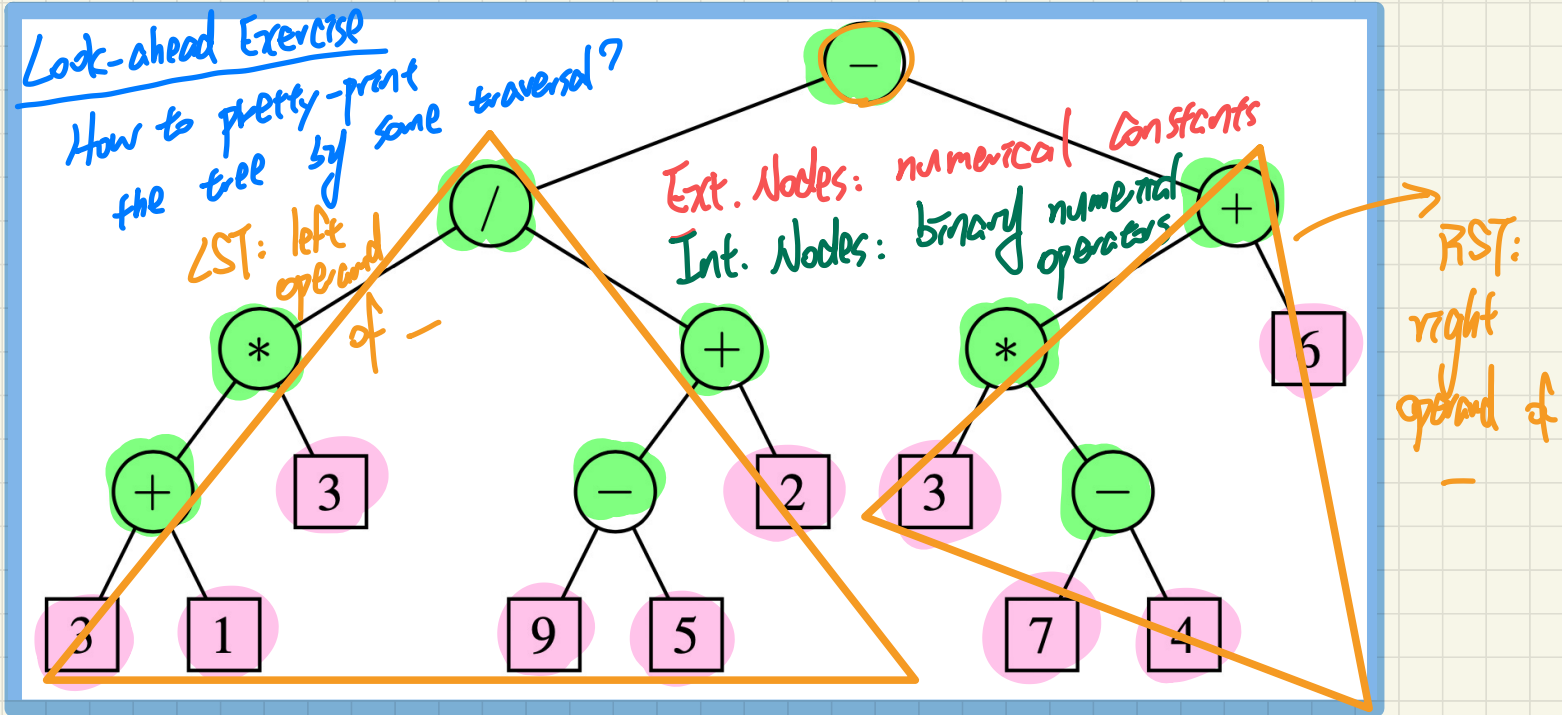 Look-ahead Exercise
How to pretty-print
the tree by some traversal?
LST: left
operand
of -
Ext. Nodes: numerical constants
Int. Nodes: binary numerical
operators
RST:
right
operand of
-
−
/
+
*
+
*
6
+
3
−
2
3
−
3
1
9
5
7
4